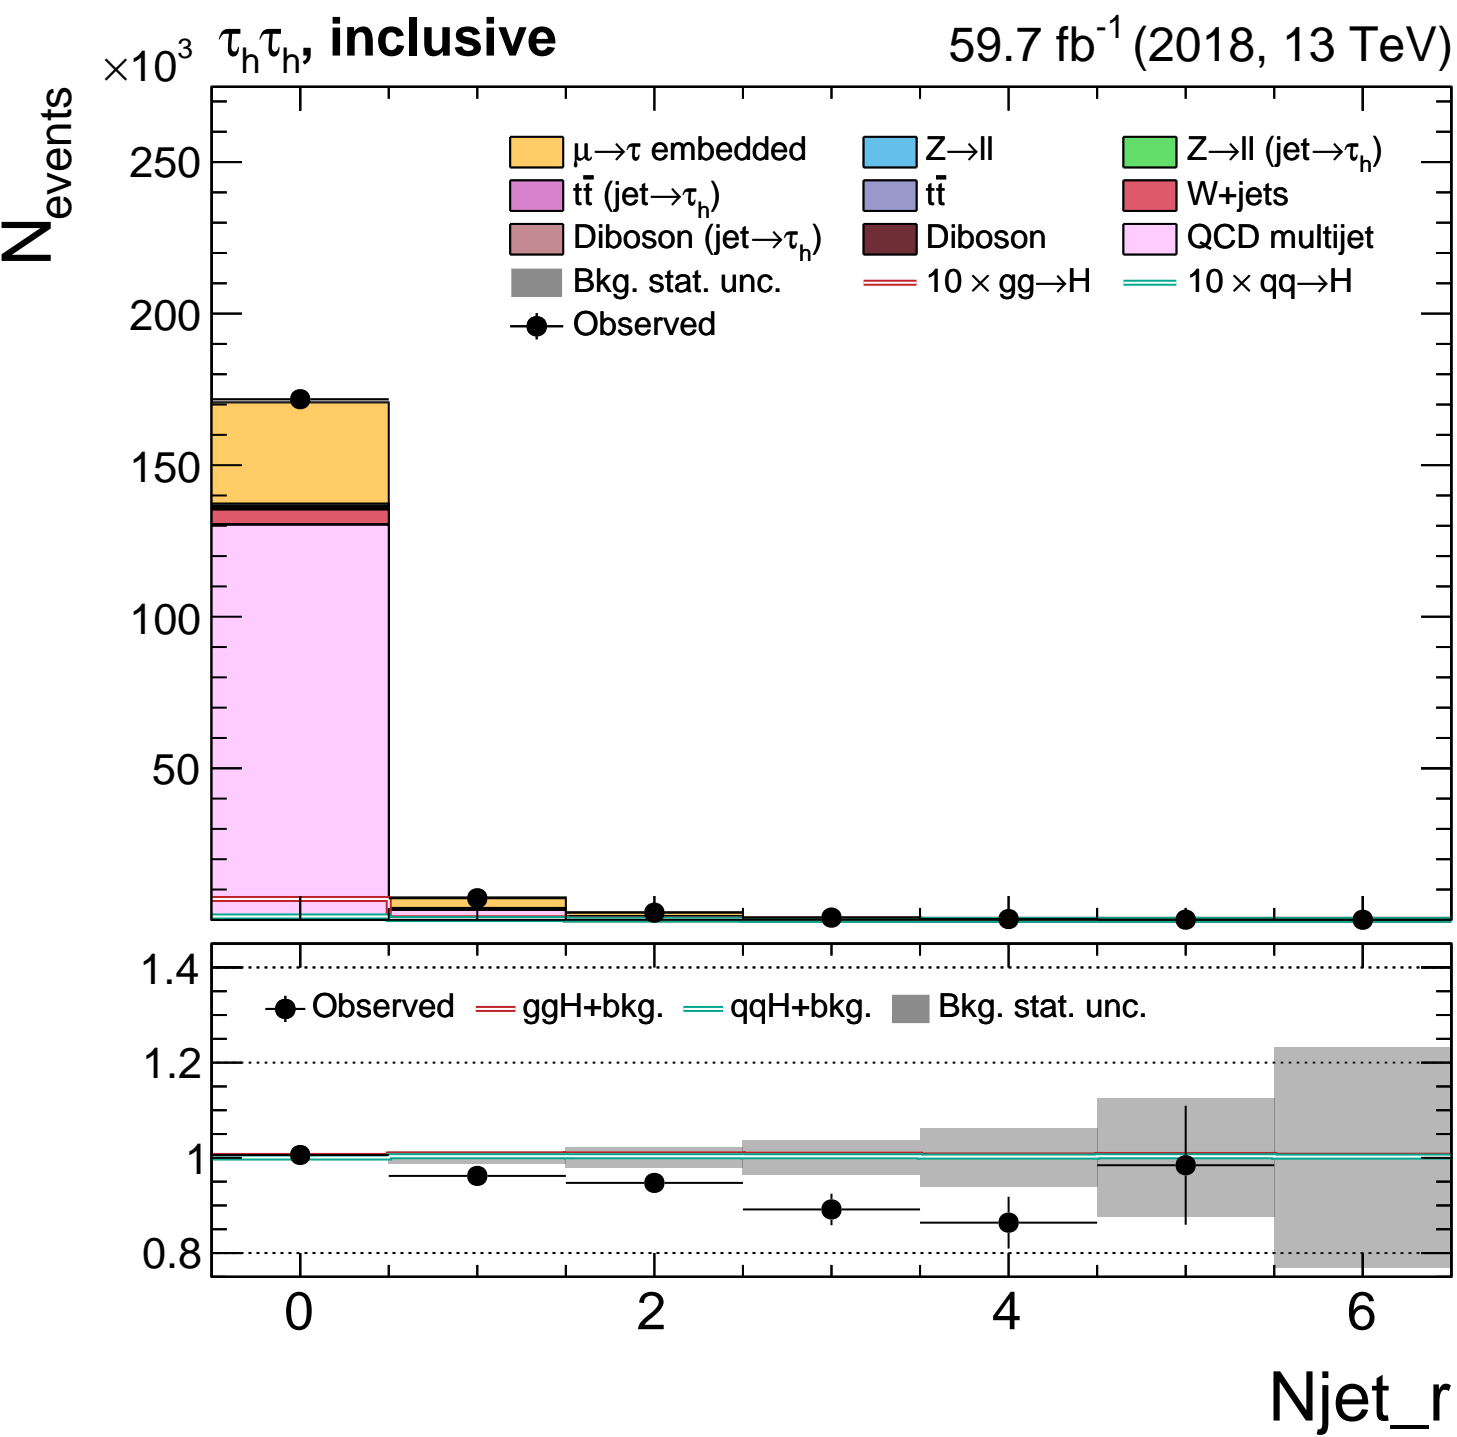 ×10³ τhτh, inclusive 59.7 fb⁻¹ (2018, 13 TeV)
Nevents
250
200
150
100
50
μ→τ embedded Z→ll Z→ll (jet→τh)
tt̄ (jet→τh) tt̄ W+jets
Diboson (jet→τh) Diboson QCD multijet
Bkg. stat. unc. 10 × gg→H 10 × qq→H
Observed
1.4
1.2
1
0.8
Observed ggH+bkg. qqH+bkg. Bkg. stat. unc.
0 2 4 6
Njet_r